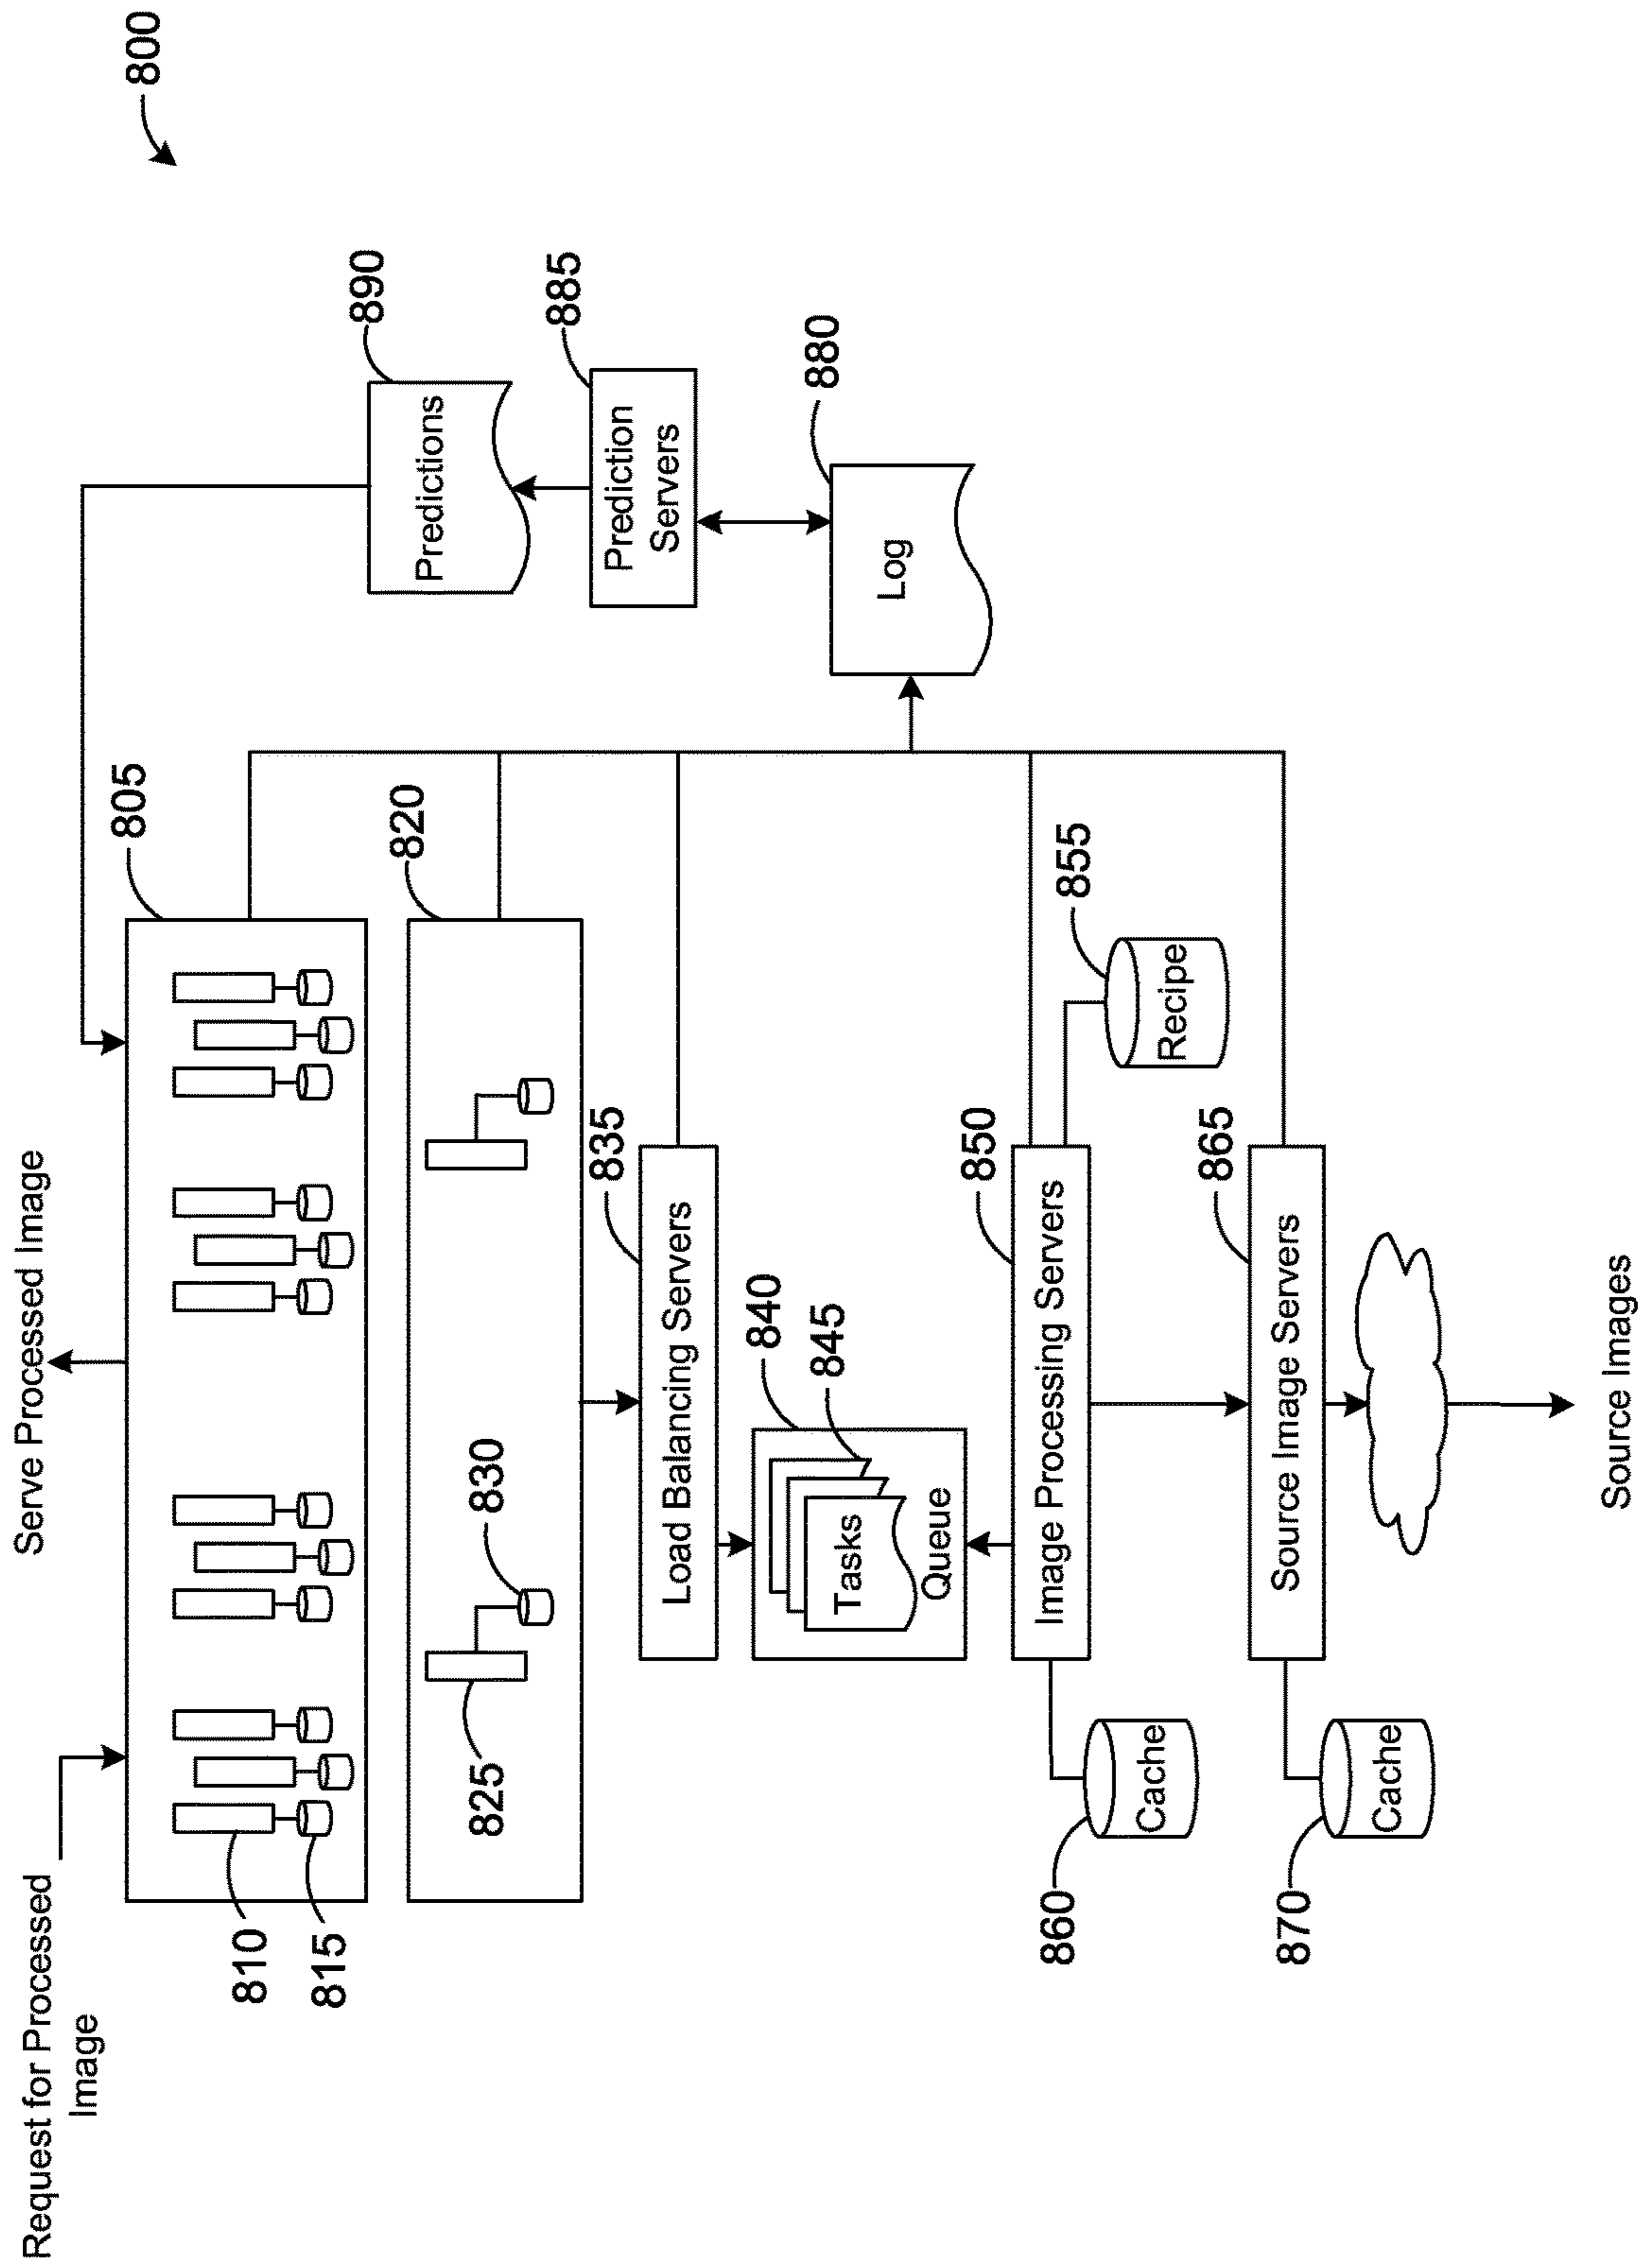 800
Serve Processed Image
Request for Processed
Image
805
810
815
820
825
830
835
Load Balancing Servers
840
845
Tasks
Queue
850
Image Processing Servers
855
Recipe
860
Cache
865
Source Image Servers
870
Cache
Source Images
890
Predictions
885
Prediction
Servers
880
Log